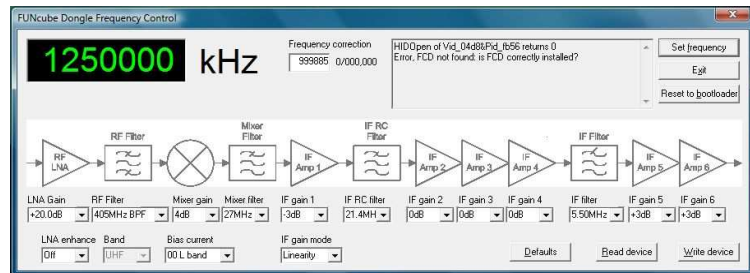 FUNcube Dongle Frequency Control
1250000 kHz
Frequency correction
999885 0/000,000
HIDOpen of Vid_04d8&Pid_fb56 returns 0
Error, FCD not found: is FCD correctly installed?
Set frequency
Exit
Reset to bootloader
RF LNA
RF Filter
Mixer Filter
IF Amp 1
IF RC Filter
IF Amp 2
IF Amp 3
IF Amp 4
IF Filter
IF Amp 5
IF Amp 6
LNA Gain RF Filter Mixer gain Mixer filter IF gain 1 IF RC filter IF gain 2 IF gain 3 IF gain 4 IF filter IF gain 5 IF gain 6
+20.0dB 405MHz BPF 4dB 27MHz -3dB 21.4MH 0dB 0dB 0dB 5.50MHz +3dB +3dB
LNA enhance Band Bias current IF gain mode
Off UHF 00 L band Linearity
Defaults Read device Write device